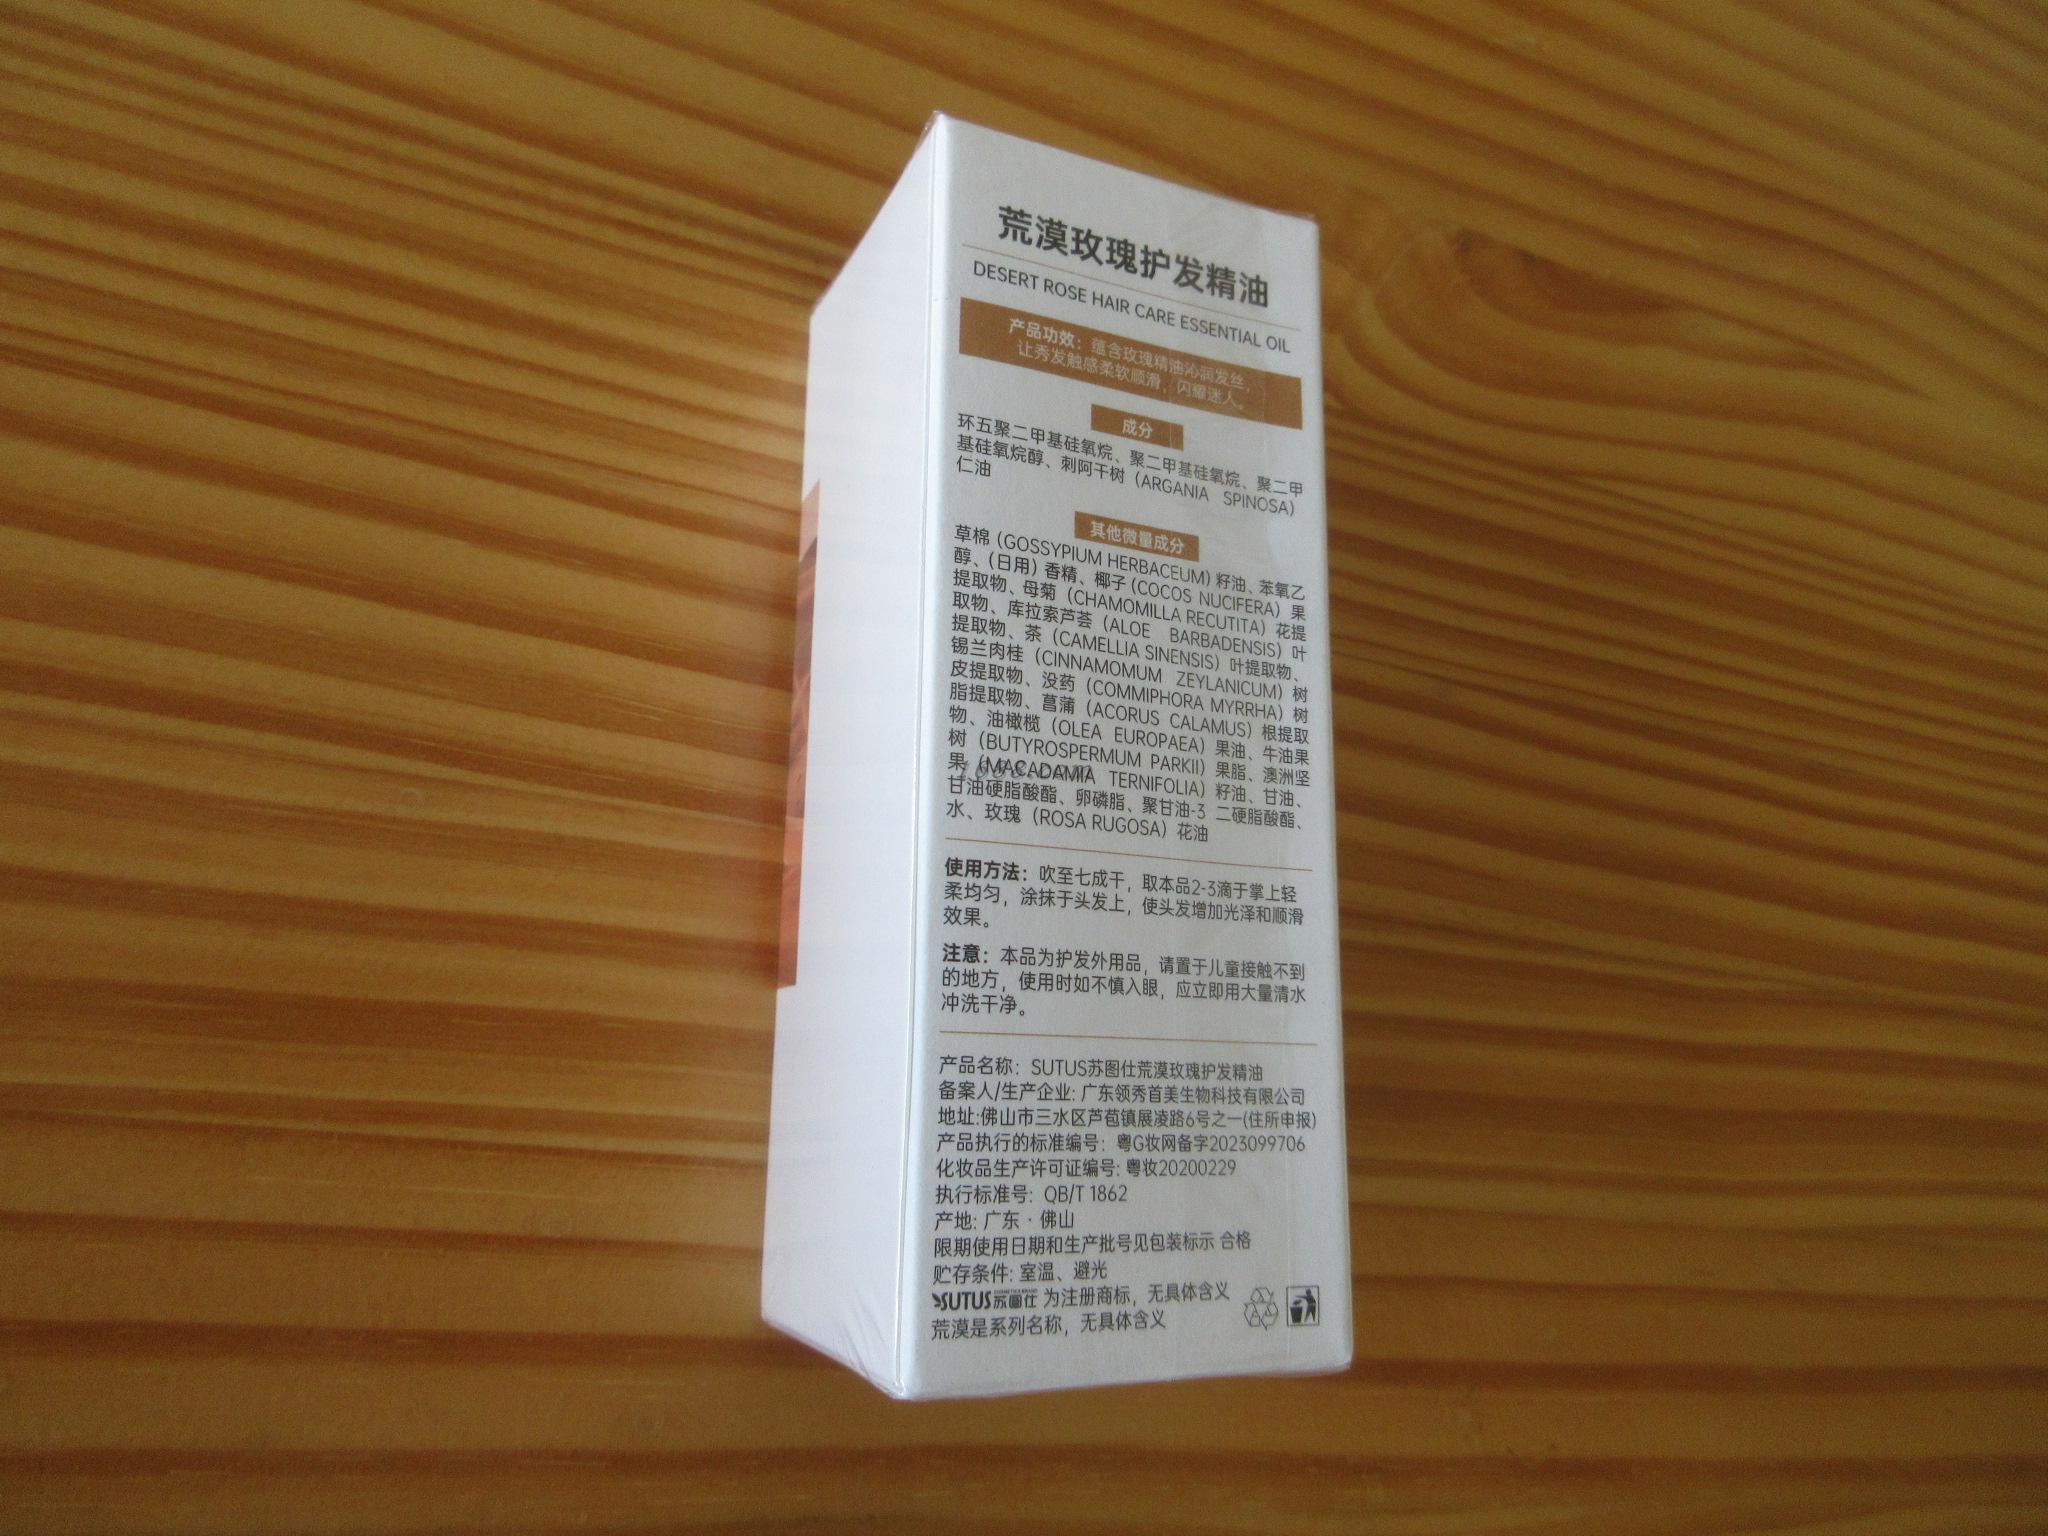 荒漠玫瑰护发精油
DESERT ROSE HAIR CARE ESSENTIAL OIL
产品功效：蕴含玫瑰精油沁润发丝，
让秀发触感柔软顺滑，闪耀迷人。
成分
环五聚二甲基硅氧烷、聚二甲基硅氧烷、聚二甲
基硅氧烷醇、刺阿干树（ARGANIA SPINOSA）
仁油
其他微量成分
草棉（GOSSYPIUM HERBACEUM）籽油、苯氧乙
醇、（日用）香精、椰子（COCOS NUCIFERA）果
提取物、母菊（CHAMOMILLA RECUTITA）花提
取物、库拉索芦荟（ALOE BARBADENSIS）叶
提取物、茶（CAMELLIA SINENSIS）叶提取物、
锡兰肉桂（CINNAMOMUM ZEYLANICUM）树
皮提取物、没药（COMMIPHORA MYRRHA）树
脂提取物、菖蒲（ACORUS CALAMUS）根提取
物、油橄榄（OLEA EUROPAEA）果油、牛油果
树（BUTYROSPERMUM PARKII）果脂、澳洲坚
果（MACADAMIA TERNIFOLIA）籽油、甘油、
甘油硬脂酸酯、卵磷脂、聚甘油-3 二硬脂酸酯、
水、玫瑰（ROSA RUGOSA）花油
使用方法：吹至七成干，取本品2-3滴于掌上轻
柔均匀，涂抹于头发上，使头发增加光泽和顺滑
效果。
注意：本品为护发外用品，请置于儿童接触不到
的地方，使用时如不慎入眼，应立即用大量清水
冲洗干净。
产品名称：SUTUS苏图仕荒漠玫瑰护发精油
备案人/生产企业: 广东领秀首美生物科技有限公司
地址:佛山市三水区芦苞镇展凌路6号之一(住所申报)
产品执行的标准编号：粤G妆网备字2023099706
化妆品生产许可证编号: 粤妆20200229
执行标准号：QB/T 1862
产地: 广东·佛山
限期使用日期和生产批号见包装标示 合格
贮存条件: 室温、避光
SUTUS 苏图仕 为注册商标，无具体含义
荒漠是系列名称，无具体含义